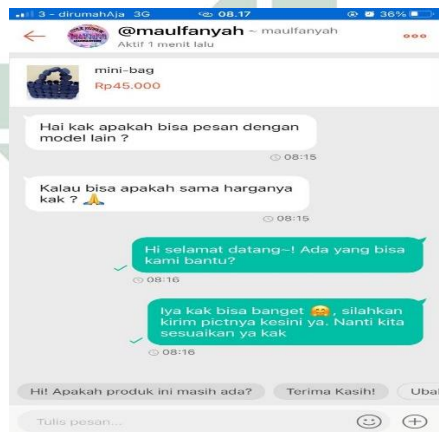 3 - dirumahAja 3G 08.17 36%
@maulfanyah ~ maulfanyah
Aktif 1 menit lalu
mini-bag
Rp45.000
Hai kak apakah bisa pesan dengan
model lain ?
08:15
Kalau bisa apakah sama harganya
kak ? 🙏
08:15
Hi selamat datang~! Ada yang bisa
kami bantu?
08:16
Iya kak bisa banget 🤗, silahkan
kirim pictnya kesini ya. Nanti kita
sesuaikan ya kak
08:16
Hi! Apakah produk ini masih ada? Terima Kasih! Uba
Tulis pesan...